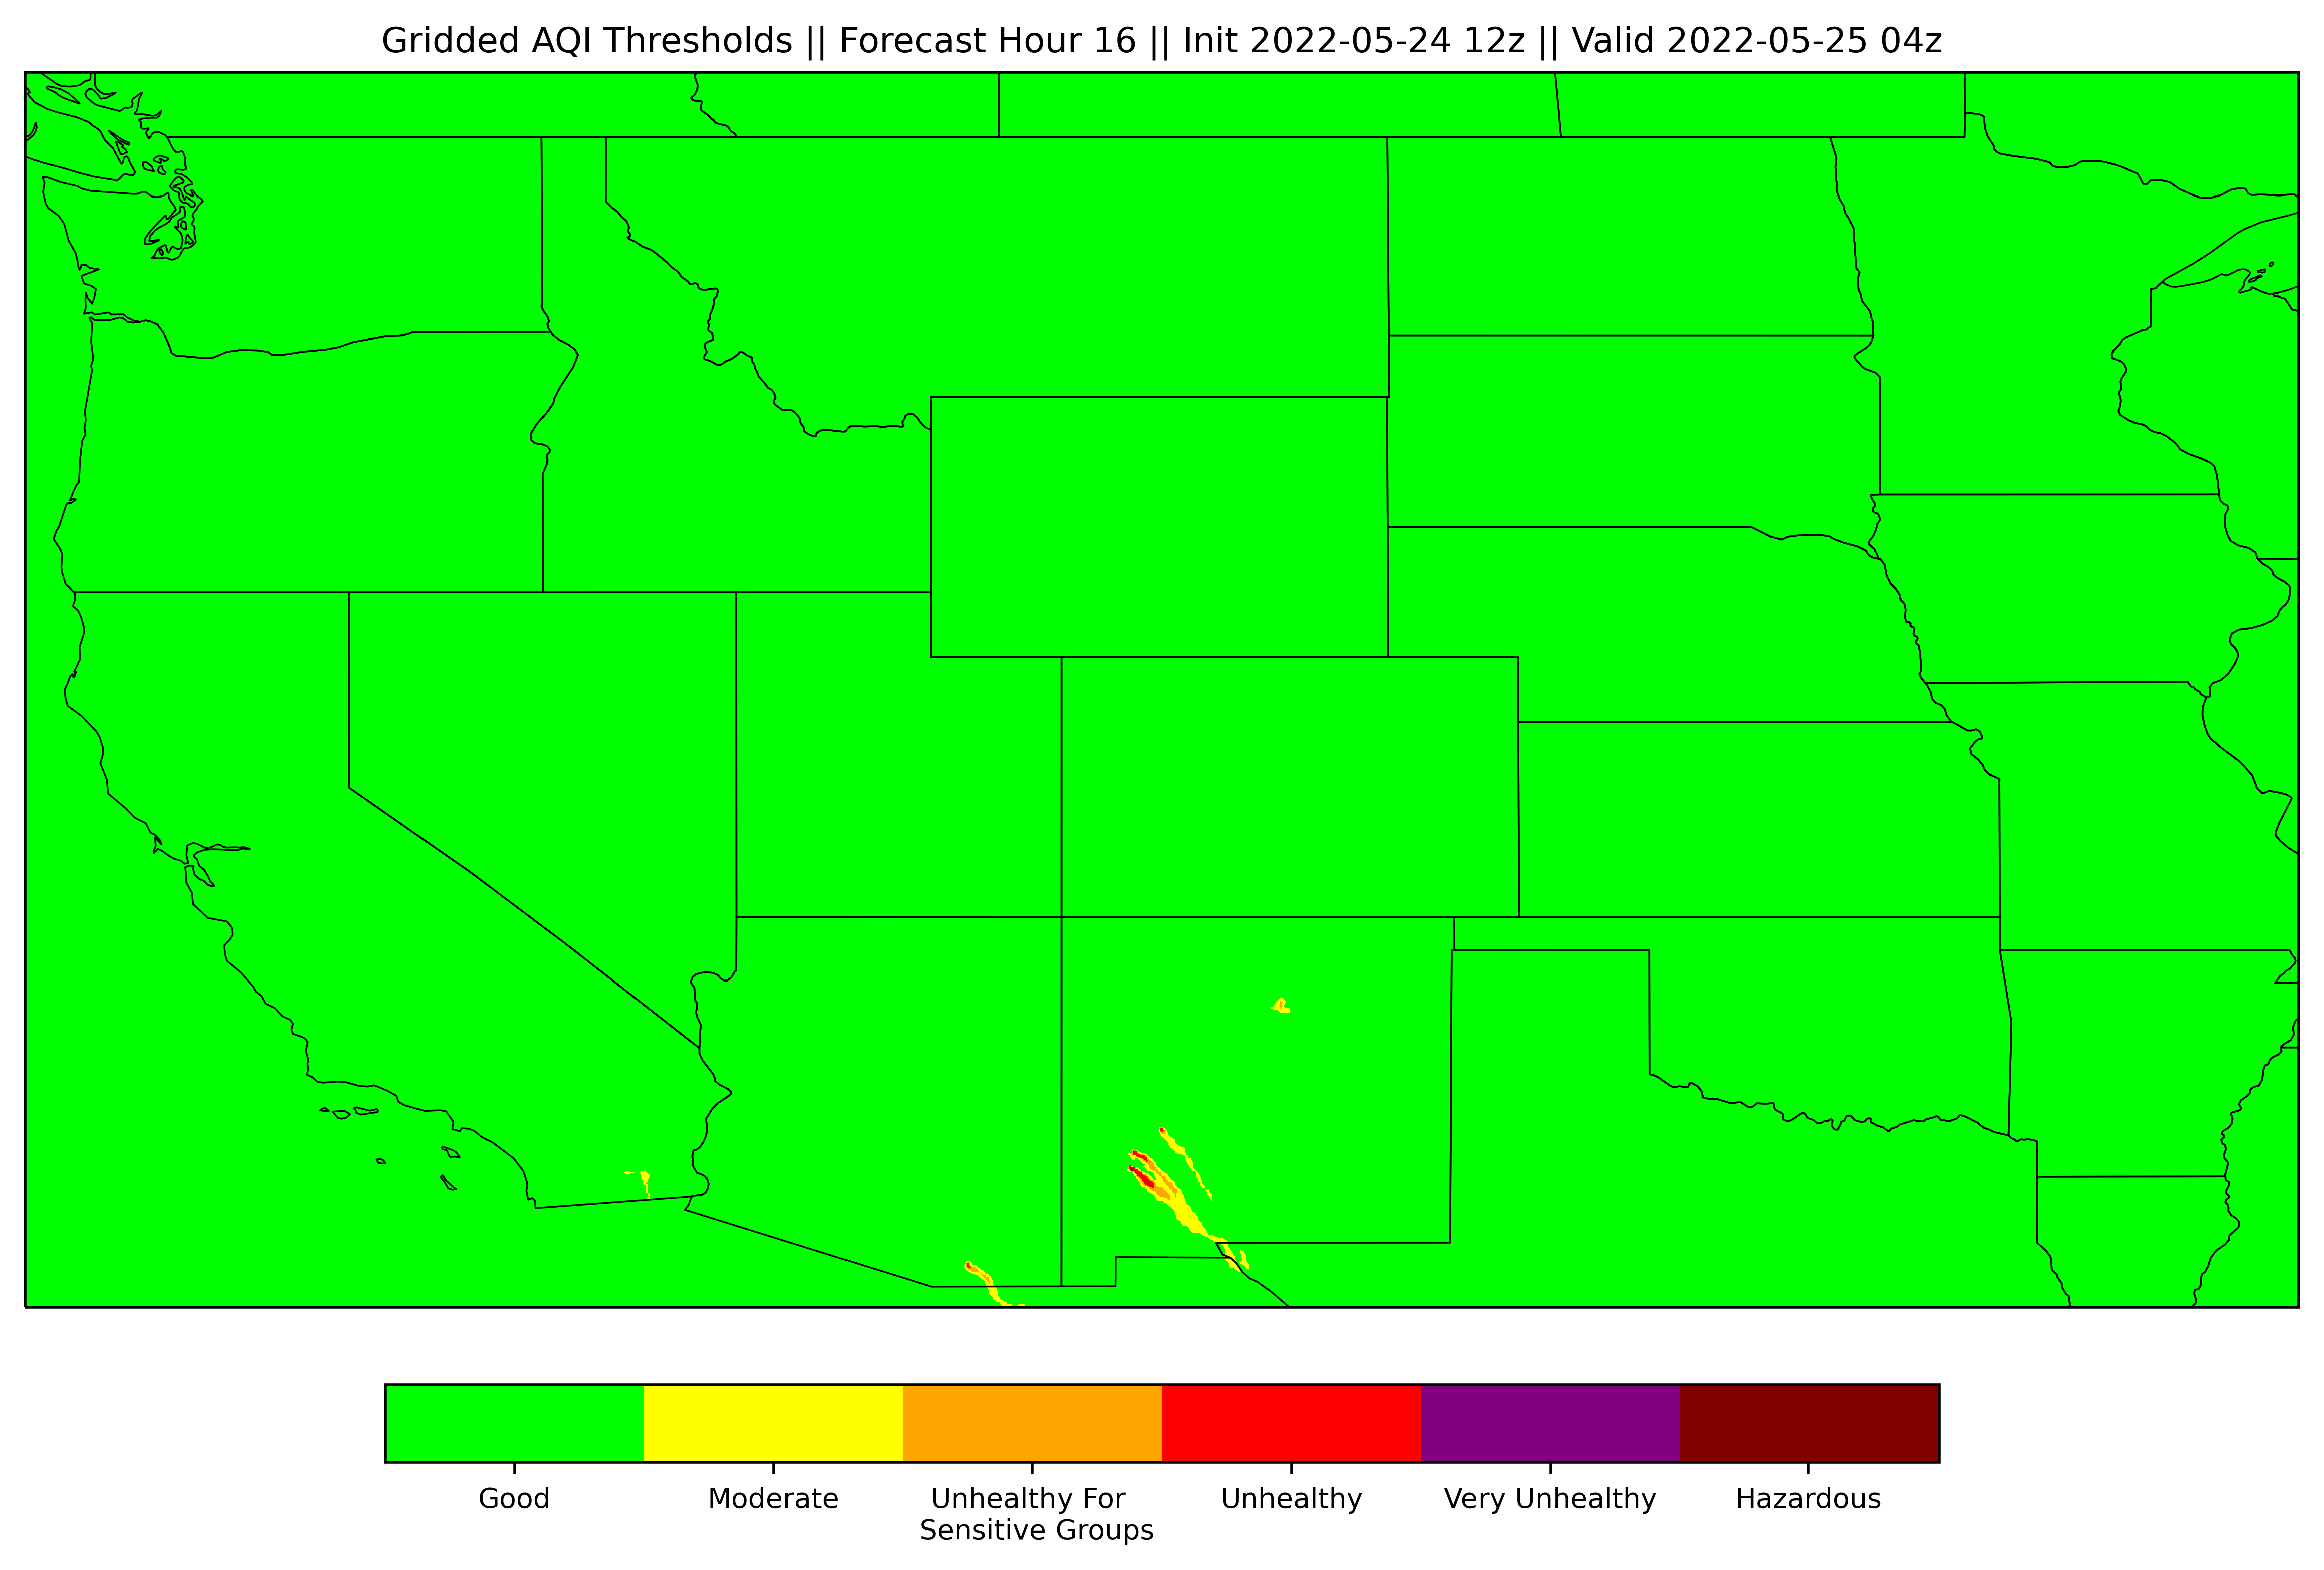 Gridded AQI Thresholds || Forecast Hour 16 || Init 2022-05-24 12z || Valid 2022-05-25 04z
Good
Moderate
Unhealthy For
Sensitive Groups
Unhealthy
Very Unhealthy
Hazardous